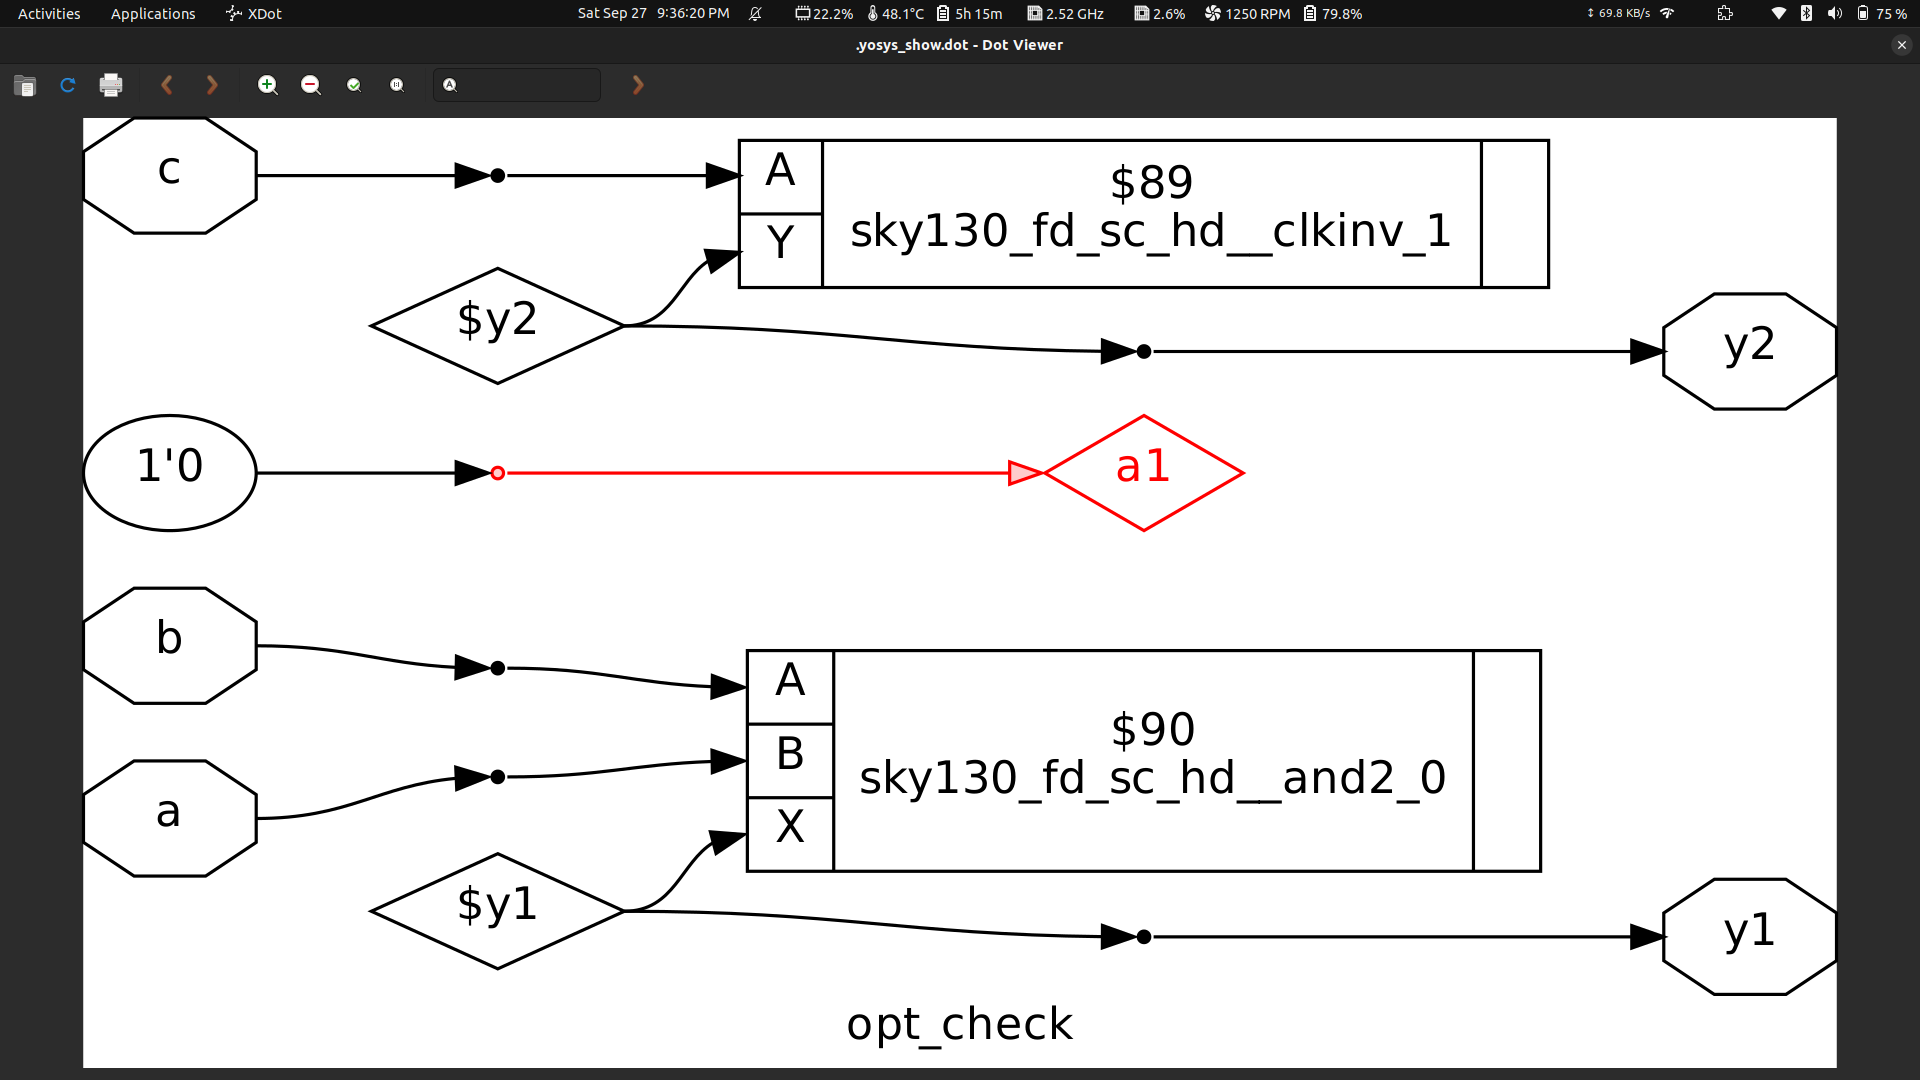 Activities Applications XDot Sat Sep 27 9:36:20 PM 22.2% 48.1°C 5h 15m 2.52 GHz 2.6% 1250 RPM 79.8% ↕ 69.8 KB/s 75 %
.yosys_show.dot - Dot Viewer
c
A
Y
$89
sky130_fd_sc_hd__clkinv_1
$y2
y2
1'0
a1
b
a
A
B
X
$90
sky130_fd_sc_hd__and2_0
$y1
y1
opt_check